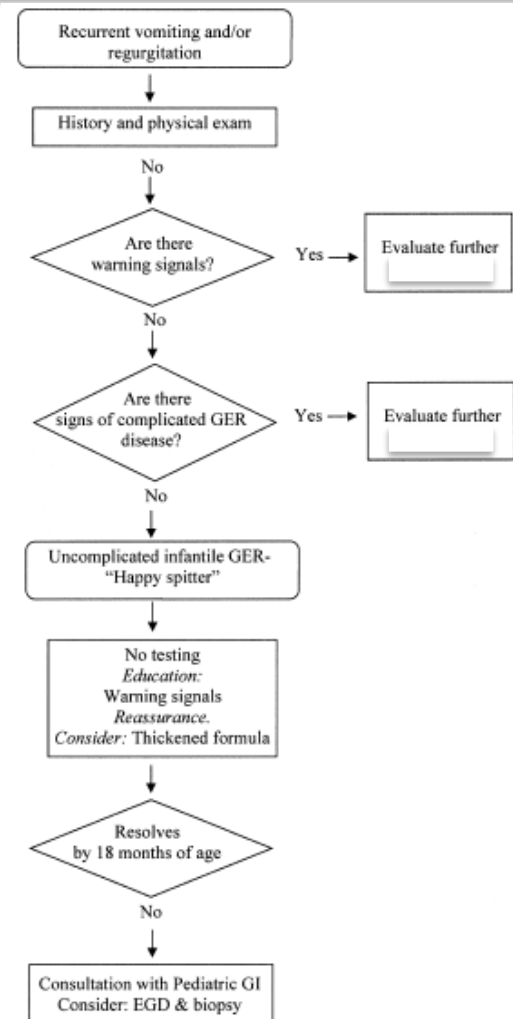 Recurrent vomiting and/or
regurgitation
History and physical exam
No
Are there
warning signals?
Yes
Evaluate further
No
Are there
signs of complicated GER
disease?
Yes
Evaluate further
No
Uncomplicated infantile GER-
“Happy spitter”
No testing
Education:
Warning signals
Reassurance.
Consider: Thickened formula
Resolves
by 18 months of age
No
Consultation with Pediatric GI
Consider: EGD & biopsy